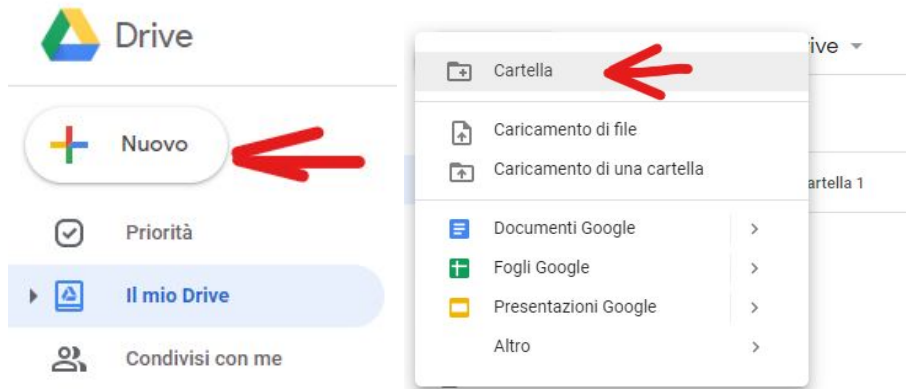 Drive
Nuovo
Priorità
Il mio Drive
Condivisi con me
ive
Cartella
Caricamento di file
Caricamento di una cartella
artella 1
Documenti Google
Fogli Google
Presentazioni Google
Altro